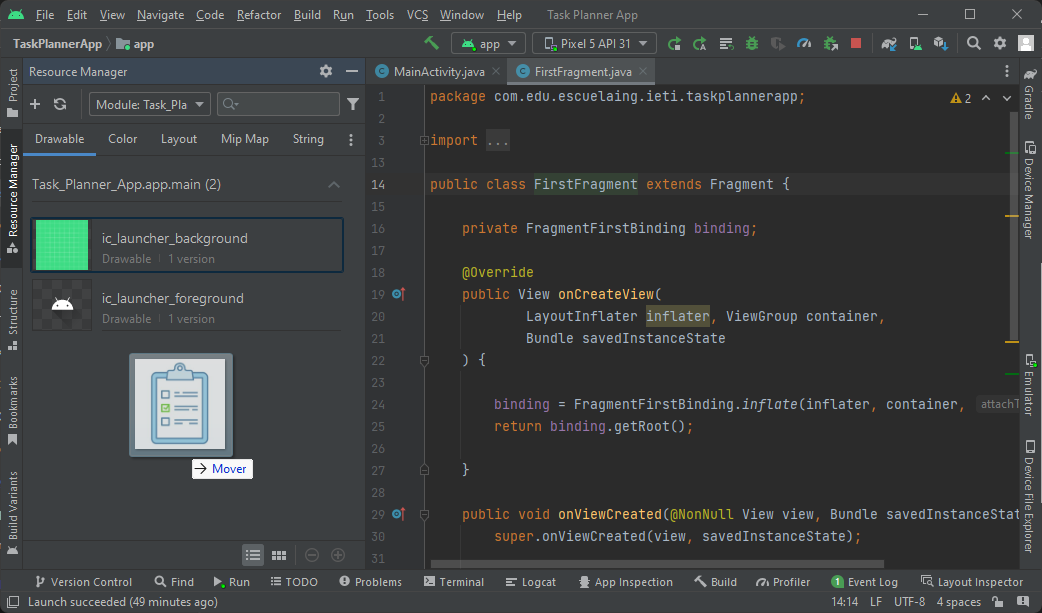 File Edit View Navigate Code Refactor Build Run Tools VCS Window Help Task Planner App
TaskPlannerApp app
app Pixel 5 API 31
Project
Resource Manager
Structure
Bookmarks
Build Variants
Resource Manager
Module: Task_Pla
Drawable Color Layout Mip Map String
Task_Planner_App.app.main (2)
ic_launcher_background
Drawable | 1 version
ic_launcher_foreground
Drawable | 1 version
Mover
MainActivity.java FirstFragment.java
2
1 package com.edu.escuelaing.ieti.taskplannerapp;
2
3 import ...
13
14 public class FirstFragment extends Fragment {
15
16 private FragmentFirstBinding binding;
17
18 @Override
19 public View onCreateView(
20 LayoutInflater inflater, ViewGroup container,
21 Bundle savedInstanceState
22 ) {
23
24 binding = FragmentFirstBinding.inflate(inflater, container, attachT
25 return binding.getRoot();
26
27 }
28
29 public void onViewCreated(@NonNull View view, Bundle savedInstanceStat
30 super.onViewCreated(view, savedInstanceState);
31
Gradle
Device Manager
Emulator
Device File Explorer
Version Control Find Run TODO Problems Terminal Logcat App Inspection Build Profiler 1 Event Log Layout Inspector
Launch succeeded (49 minutes ago) 14:14 LF UTF-8 4 spaces